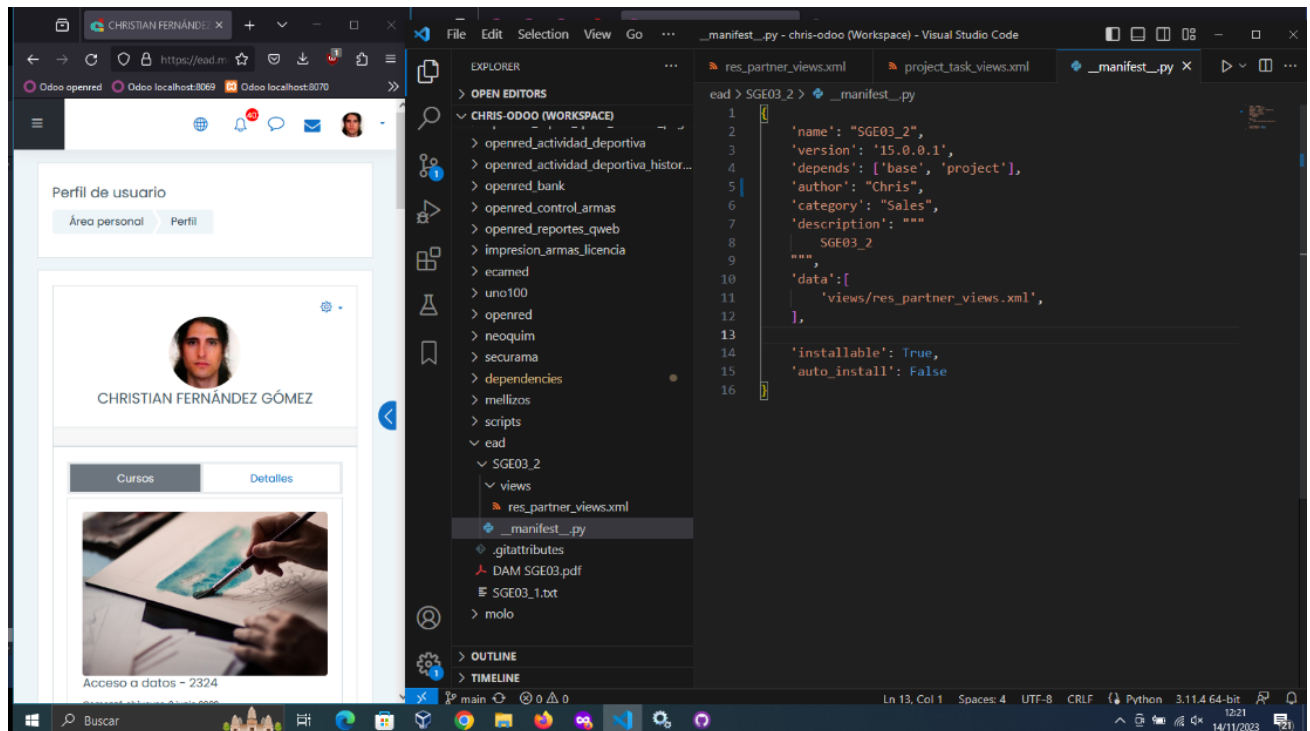 CHRISTIAN FERNÁNDEZ
https://ead.m
Odoo openred Odoo localhost:8069 Odoo localhost:8070
40
Perfil de usuario
Área personal Perfil
CHRISTIAN FERNÁNDEZ GÓMEZ
Cursos Detalles
Acceso a datos - 2324
File Edit Selection View Go ··· __manifest__.py - chris-odoo (Workspace) - Visual Studio Code
EXPLORER
OPEN EDITORS
CHRIS-ODOO (WORKSPACE)
openred_actividad_deportiva
openred_actividad_deportiva_histor...
openred_bank
openred_control_armas
openred_reportes_qweb
impresion_armas_licencia
ecamed
uno100
openred
neoquim
securama
dependencies
mellizos
scripts
ead
SGE03_2
views
res_partner_views.xml
__manifest__.py
.gitattributes
DAM SGE03.pdf
SGE03_1.txt
molo
OUTLINE
TIMELINE
res_partner_views.xml project_task_views.xml __manifest__.py
ead > SGE03_2 > __manifest__.py
1 {
2 'name': "SGE03_2",
3 'version': '15.0.0.1',
4 'depends': ['base', 'project'],
5 'author': "Chris",
6 'category': "Sales",
7 'description': """
8 SGE03_2
9 """,
10 'data':[
11 'views/res_partner_views.xml',
12 ],
13
14 'installable': True,
15 'auto_install': False
16 }
main 0 0 Ln 13, Col 1 Spaces: 4 UTF-8 CRLF Python 3.11.4 64-bit
Buscar
12:21
14/11/2023
21